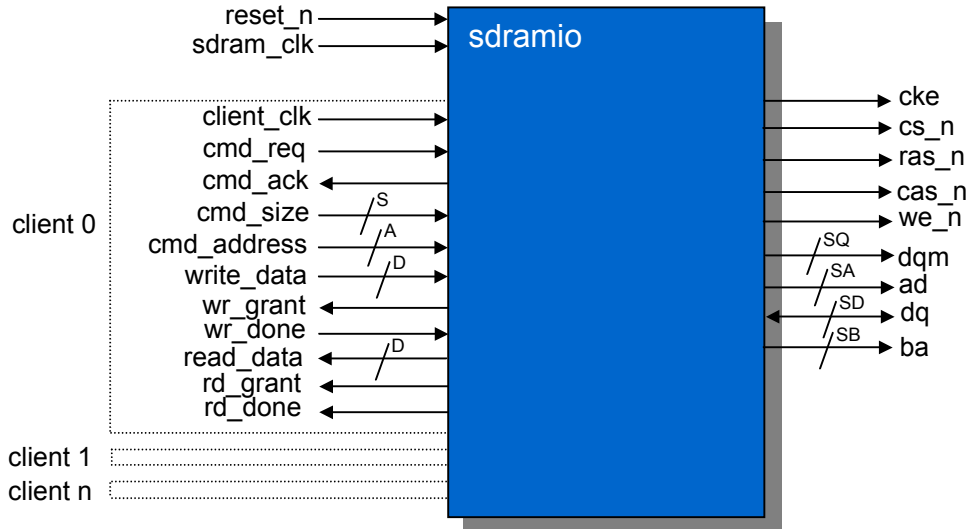 reset_n
sdram_clk
sdramio
client 0
client_clk
cmd_req
cmd_ack
cmd_size
S
cmd_address
A
write_data
D
wr_grant
wr_done
read_data
D
rd_grant
rd_done
client 1
client n
cke
cs_n
ras_n
cas_n
we_n
SQ
dqm
SA
ad
SD
dq
SB
ba